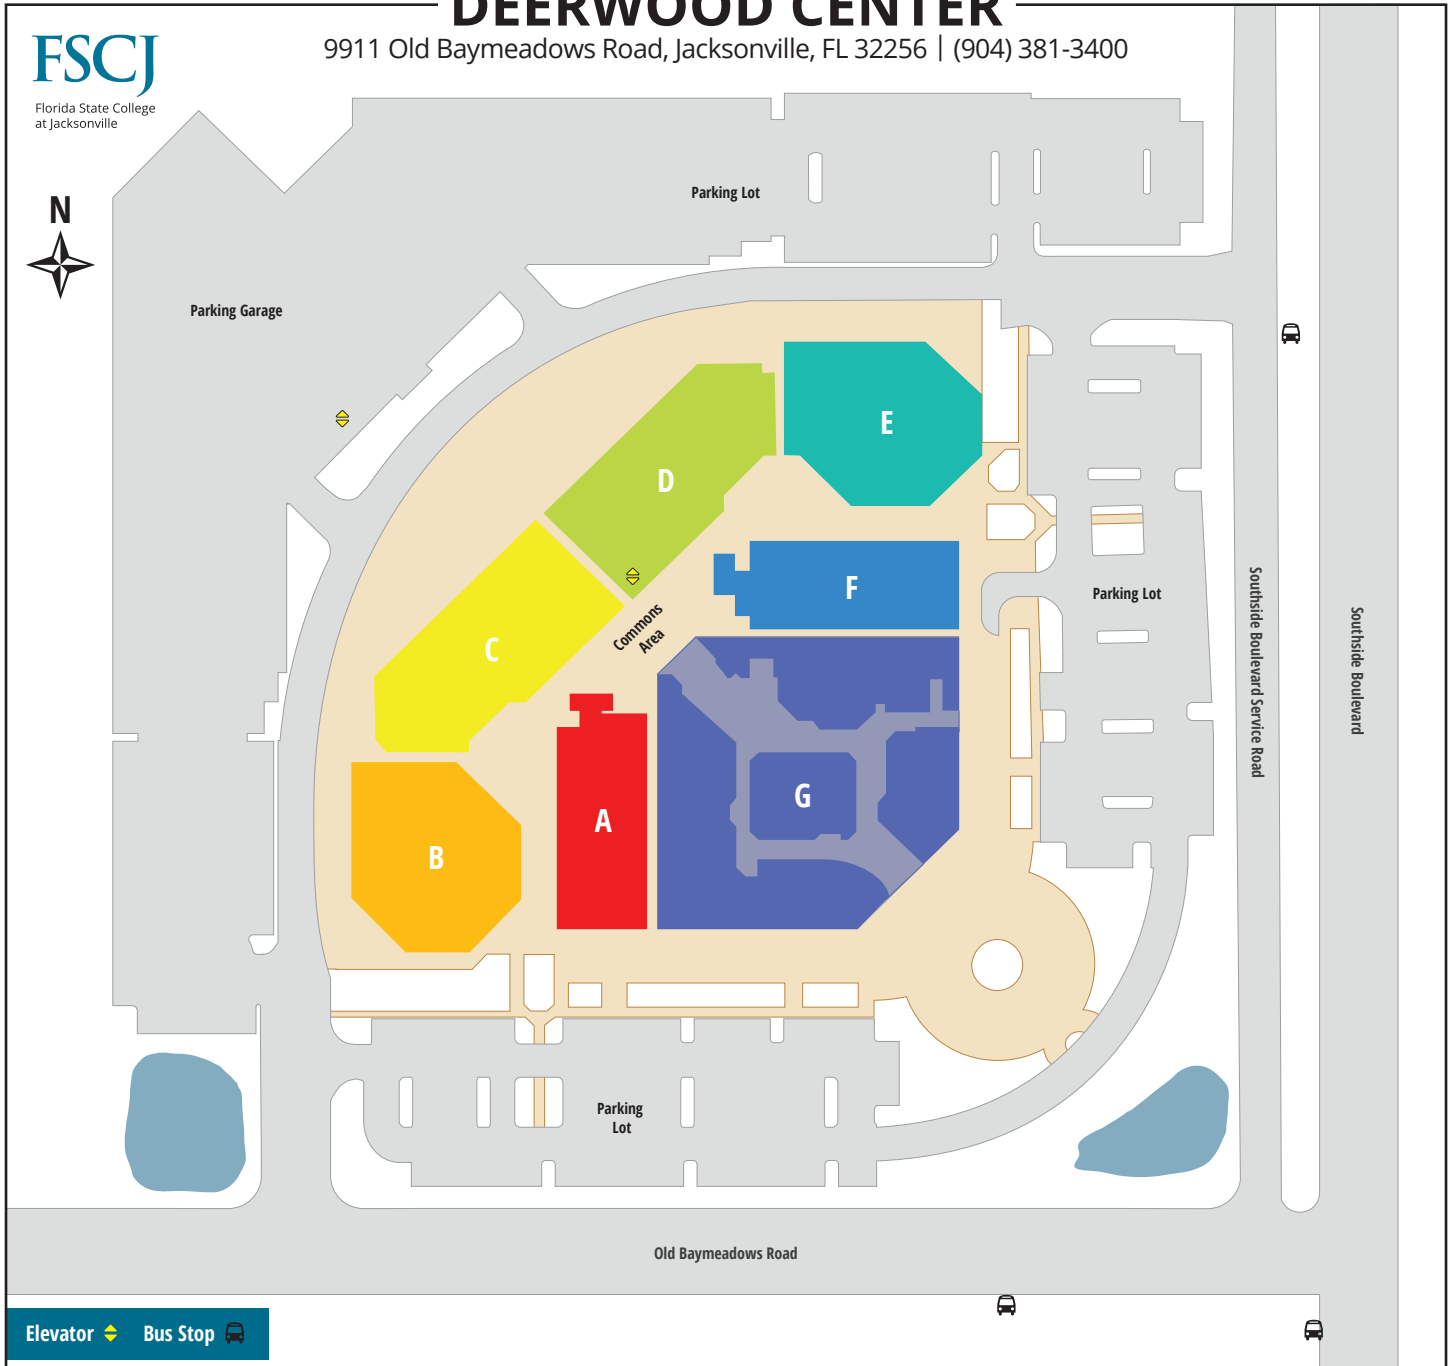 DEERWOOD CENTER
9911 Old Baymeadows Road, Jacksonville, FL 32256 | (904) 381-3400
FSCJ
Florida State College
at Jacksonville
N
Parking Lot
Parking Garage
E
D
F
C
Commons
Area
G
A
B
Parking Lot
Southside Boulevard Service Road
Southside Boulevard
Parking
Lot
Old Baymeadows Road
Elevator
Bus Stop